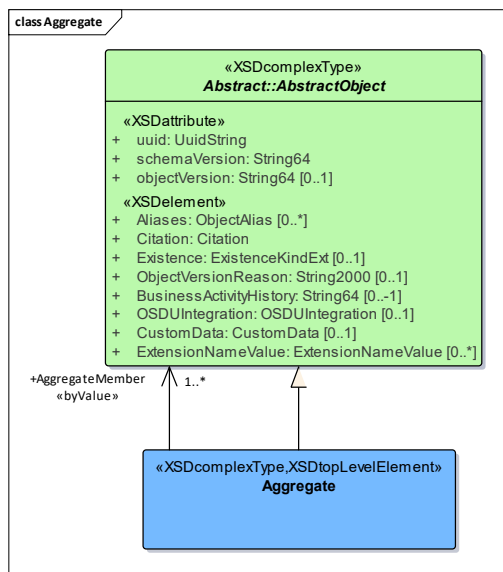 class Aggregate
«XSDcomplexType»
Abstract::AbstractObject
«XSDattribute»
+ uuid: UuidString
+ schemaVersion: String64
+ objectVersion: String64 [0..1]
«XSDelement»
+ Aliases: ObjectAlias [0..*]
+ Citation: Citation
+ Existence: ExistenceKindExt [0..1]
+ ObjectVersionReason: String2000 [0..1]
+ BusinessActivityHistory: String64 [0..-1]
+ OSDUIntegration: OSDUIntegration [0..1]
+ CustomData: CustomData [0..1]
+ ExtensionNameValue: ExtensionNameValue [0..*]
+AggregateMember 1..*
«byValue»
«XSDcomplexType,XSDtopLevelElement»
Aggregate